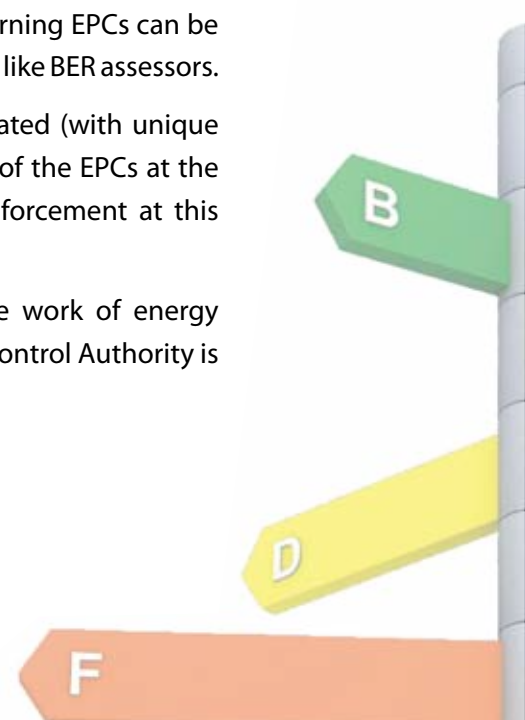 rning EPCs can be
like BER assessors.
ated (with unique
of the EPCs at the
forcement at this
e work of energy
ontrol Authority is
B
D
F